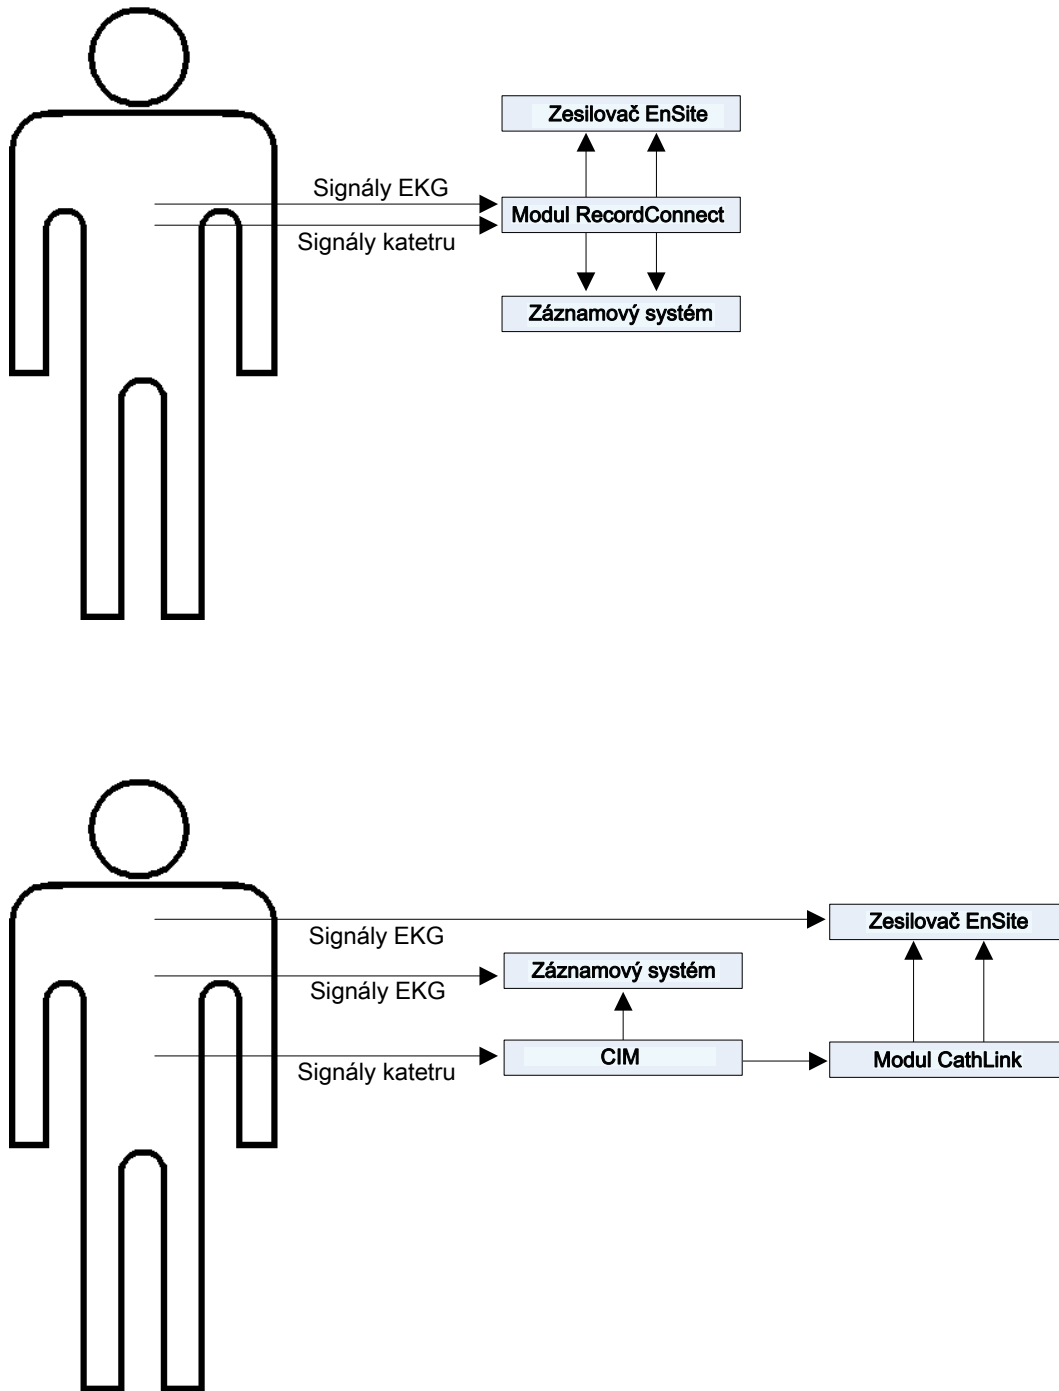 Zesilovač EnSite
Signály EKG
Modul RecordConnect
Signály katetru
Záznamový systém
Zesilovač EnSite
Signály EKG
Záznamový systém
Signály EKG
CIM
Modul CathLink
Signály katetru